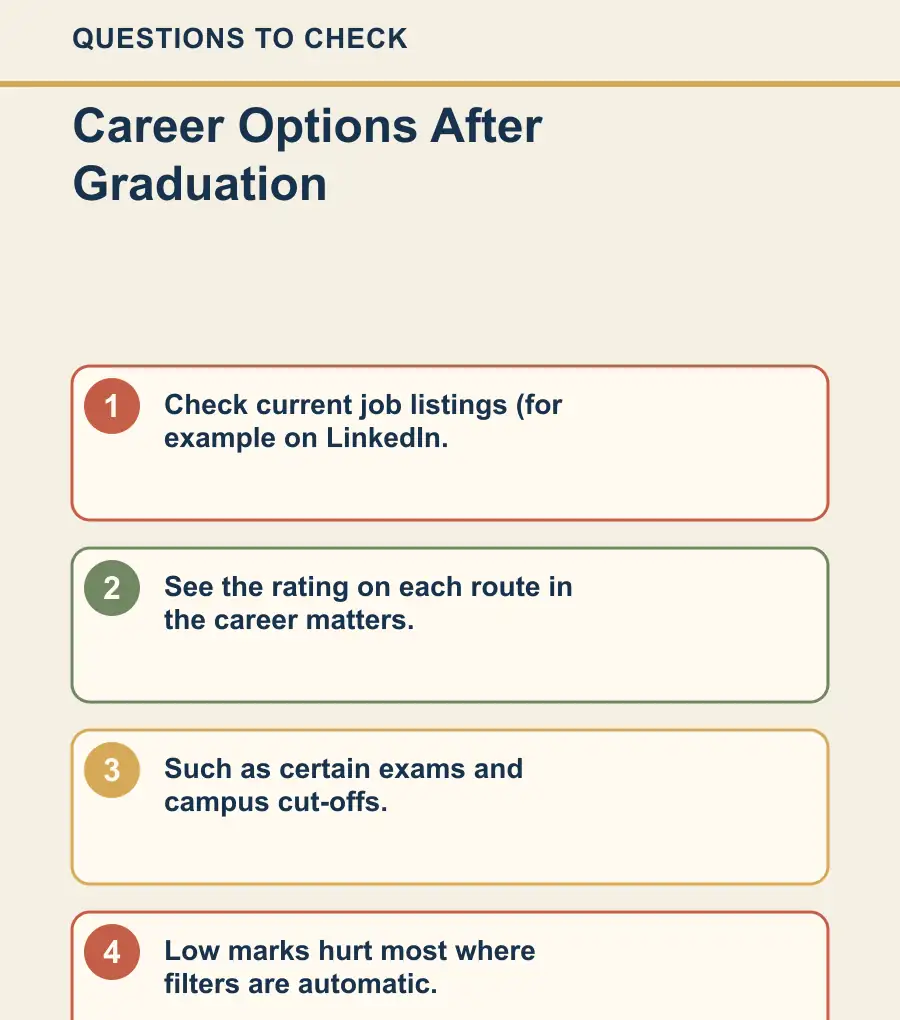 QUESTIONS TO CHECK
Career Options After
Graduation
1
Check current job listings (for
example on LinkedIn.
2
See the rating on each route in
the career matters.
3
Such as certain exams and
campus cut-offs.
4
Low marks hurt most where
filters are automatic.